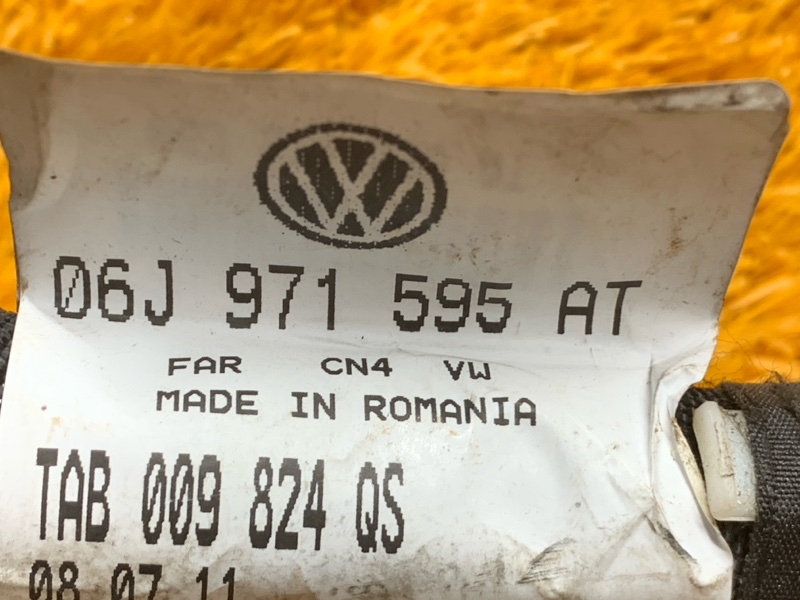 06J 971 595 AT
FAR CN4 VW
MADE IN ROMANIA
TAB 009 824 QS
08.07.11